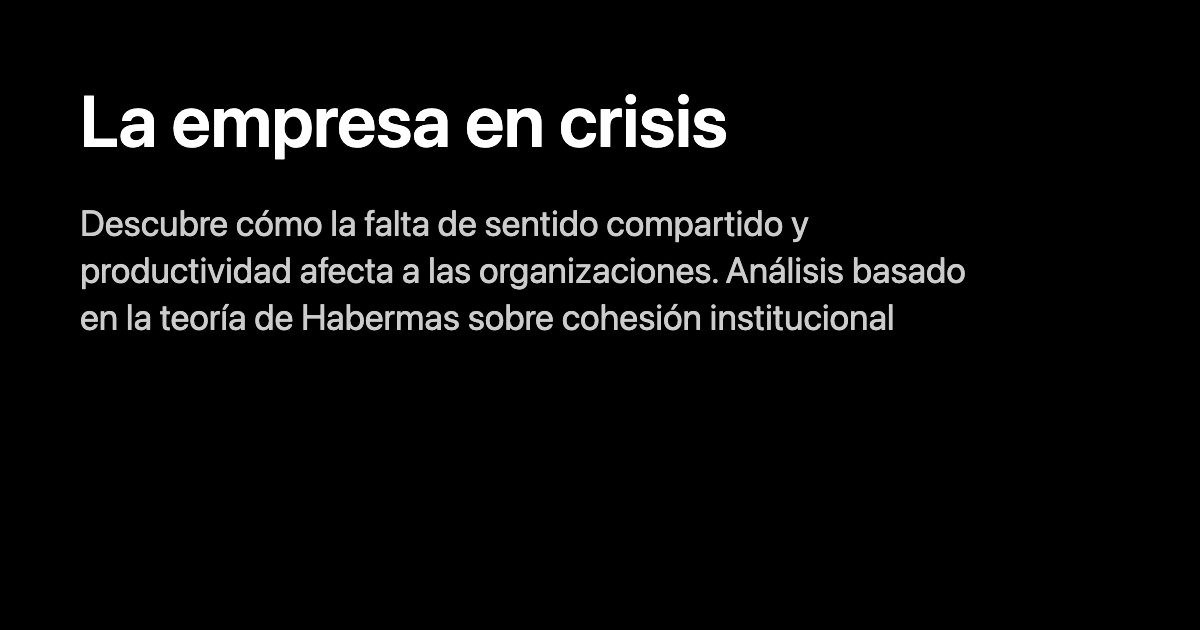 La empresa en crisis
Descubre cómo la falta de sentido compartido y
productividad afecta a las organizaciones. Análisis basado
en la teoría de Habermas sobre cohesión institucional